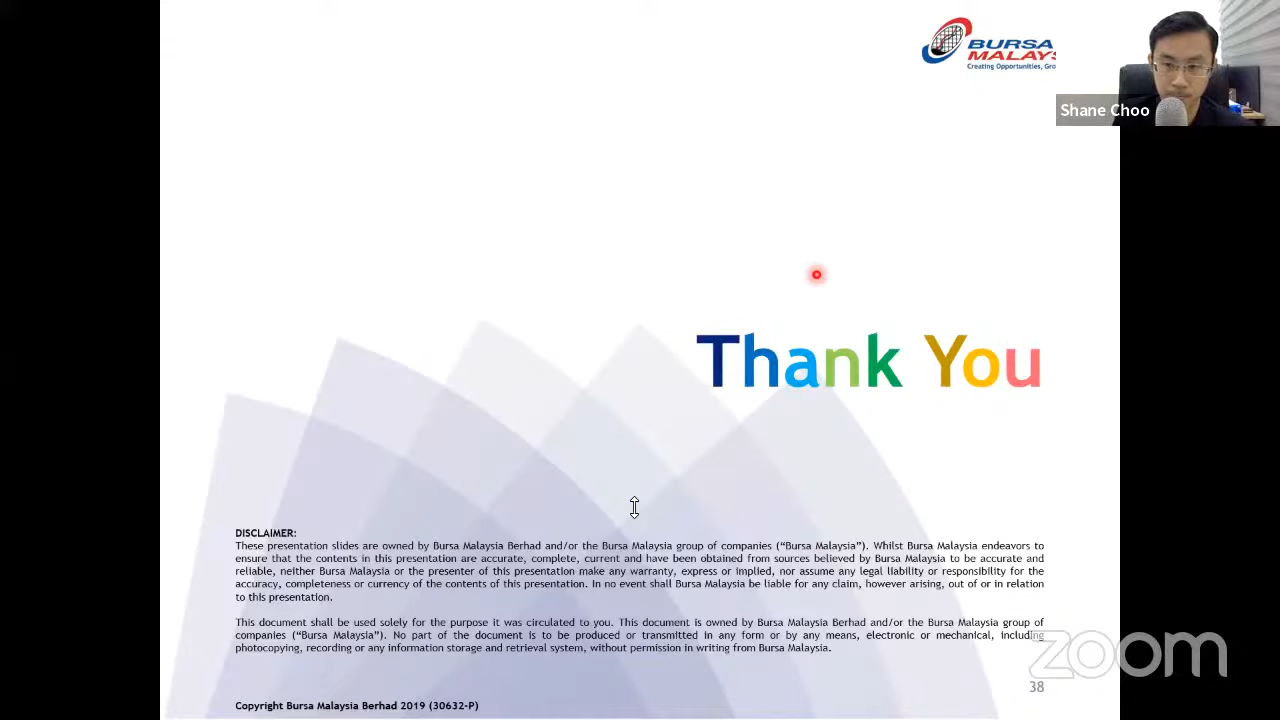 BURSA
MALAYS
Creating Opportunities, Gro
Shane Choo
Thank You
DISCLAIMER:
These presentation slides are owned by Bursa Malaysia Berhad and/or the Bursa Malaysia group of companies (“Bursa Malaysia”). Whilst Bursa Malaysia endeavors to
ensure that the contents in this presentation are accurate, complete, current and have been obtained from sources believed by Bursa Malaysia to be accurate and
reliable, neither Bursa Malaysia or the presenter of this presentation make any warranty, express or implied, nor assume any legal liability or responsibility for the
accuracy, completeness or currency of the contents of this presentation. In no event shall Bursa Malaysia be liable for any claim, however arising, out of or in relation
to this presentation.
This document shall be used solely for the purpose it was circulated to you. This document is owned by Bursa Malaysia Berhad and/or the Bursa Malaysia group of
companies (“Bursa Malaysia”). No part of the document is to be produced or transmitted in any form or by any means, electronic or mechanical, including
photocopying, recording or any information storage and retrieval system, without permission in writing from Bursa Malaysia.
zoom
38
Copyright Bursa Malaysia Berhad 2019 (30632-P)